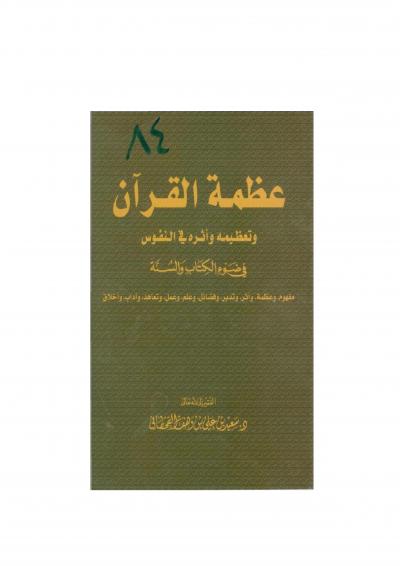 ٨٤
عظمة القرآن
وتعظيمه وأثره في النفوس
في ضوء الكتاب والسنة
مفهوم، وعظمة، وأثر، وتدبر، وفضائل، وعلم، وعمل، وتعاهد، وآداب، وأخلاق
الفقير إلى الله تعالى
د. سعيد بن علي بن وهف القحطاني